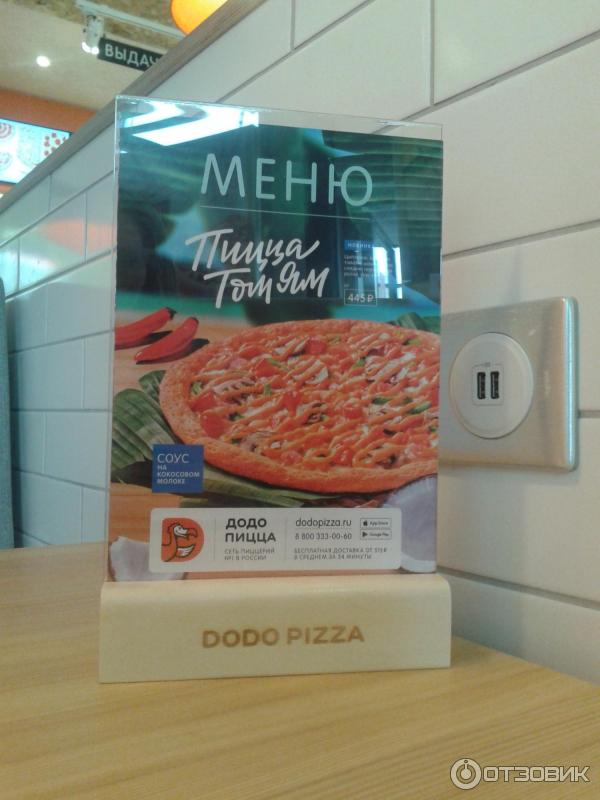 ВЫДАЧ
МЕНЮ
Пицца
Том Ям
НОВИНКА
445 ₽
СОУС
НА
КОКОСОВОМ
МОЛОКЕ
ДОДО
ПИЦЦА
СЕТЬ ПИЦЦЕРИЙ
№1 В РОССИИ
dodopizza.ru
8 800 333-00-60
App Store
Google Play
БЕСПЛАТНАЯ ДОСТАВКА ОТ
В СРЕДНЕМ ЗА 34 МИНУТЫ
DODO PIZZA
ОТЗОВИК